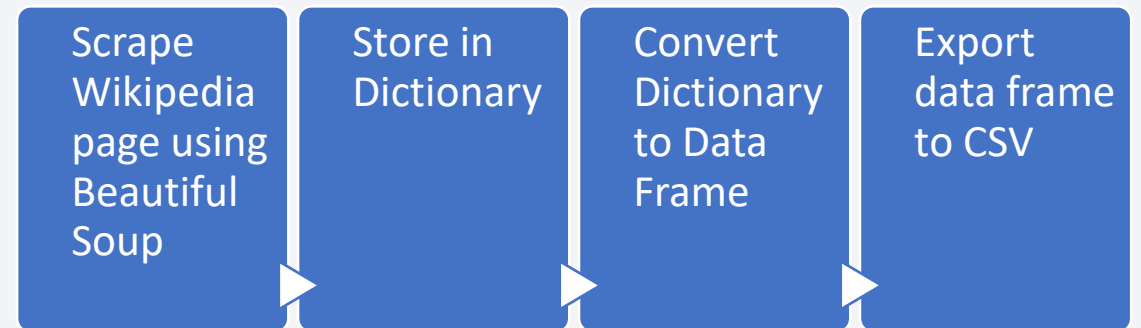 Scrape
Wikipedia
page using
Beautiful
Soup
Store in
Dictionary
Convert
Dictionary
to Data
Frame
Export
data frame
to CSV